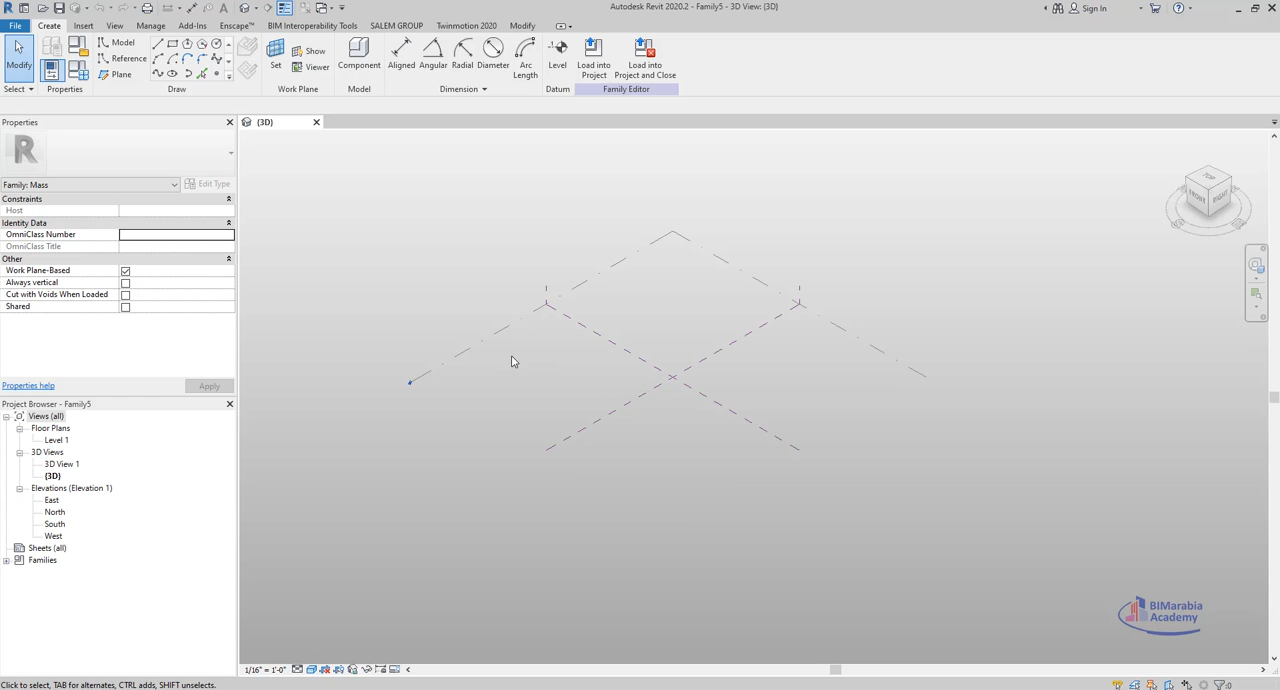 Autodesk Revit 2020.2 - Family5 - 3D View: {3D}
Sign In
File Create Insert View Manage Add-Ins Enscape™ BIM Interoperability Tools SALEM GROUP Twinmotion 2020 Modify
Modify
Model
Reference
Plane
Set
Show
Viewer
Component
Aligned Angular Radial Diameter Arc Length
Level
Load into Project
Load into Project and Close
Select Properties Draw Work Plane Model Dimension Datum Family Editor
Properties
{3D}
Family: Mass
Edit Type
Constraints
Host
Identity Data
OmniClass Number
OmniClass Title
Other
Work Plane-Based
Always vertical
Cut with Voids When Loaded
Shared
Properties help
Apply
Project Browser - Family5
Views (all)
Floor Plans
Level 1
3D Views
3D View 1
{3D}
Elevations (Elevation 1)
East
North
South
West
Sheets (all)
Families
TOP
FRONT
RIGHT
BIMarabia
Academy
1/16" = 1'-0"
Click to select, TAB for alternates, CTRL adds, SHIFT unselects.
:0